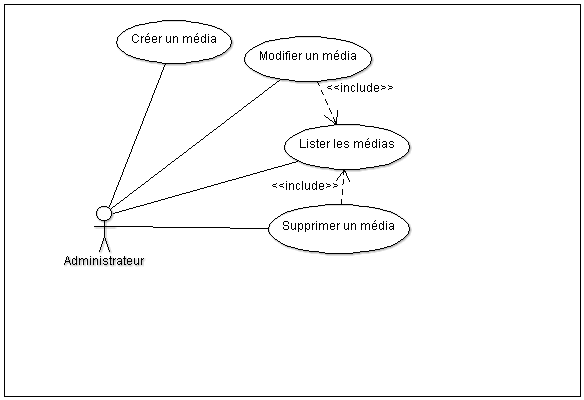 Créer un média
Modifier un média
<<include>>
Lister les médias
<<include>>
Supprimer un média
Administrateur